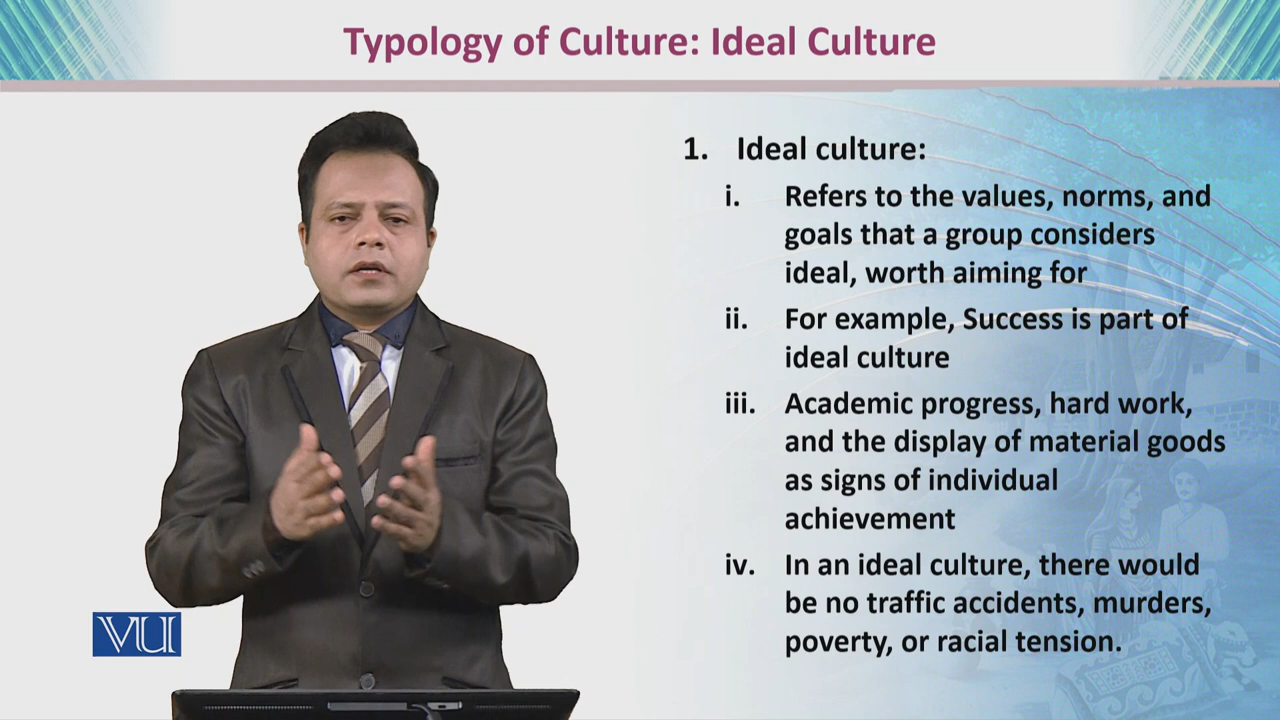 Typology of Culture: Ideal Culture
1. Ideal culture:
i. Refers to the values, norms, and
goals that a group considers
ideal, worth aiming for
ii. For example, Success is part of
ideal culture
iii. Academic progress, hard work,
and the display of material goods
as signs of individual
achievement
iv. In an ideal culture, there would
be no traffic accidents, murders,
poverty, or racial tension.
VU